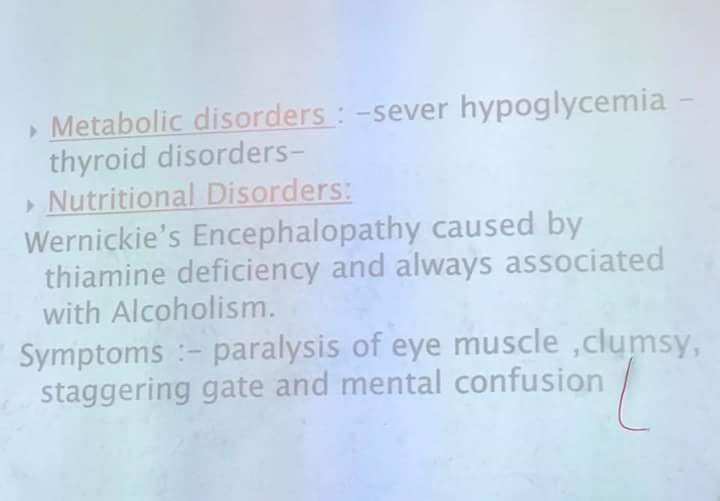 Metabolic disorders : -sever hypoglycemia -
thyroid disorders-
Nutritional Disorders:
Wernickie's Encephalopathy caused by
thiamine deficiency and always associated
with Alcoholism.
Symptoms :- paralysis of eye muscle ,clumsy,
staggering gate and mental confusion